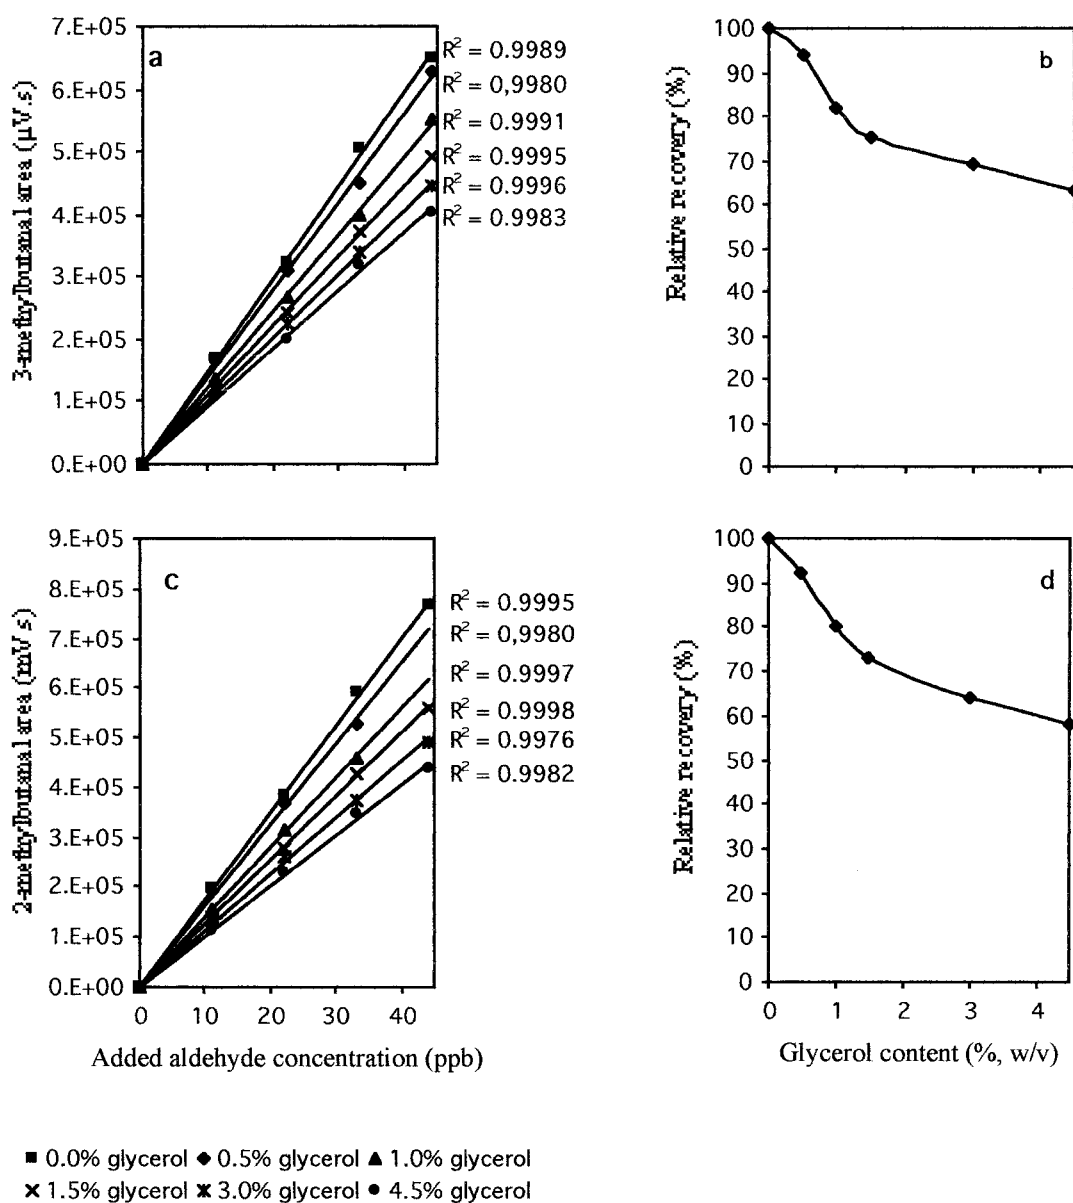 a
3-methylbutanal area (µV.s)
7.E+05
6.E+05
5.E+05
4.E+05
3.E+05
2.E+05
1.E+05
0.E+00
R² = 0.9989
R² = 0,9980
R² = 0.9991
R² = 0.9995
R² = 0.9996
R² = 0.9983
b
Relative recovery (%)
100
90
80
70
60
50
40
30
20
10
0
c
2-methylbutanal area (mV s)
9.E+05
8.E+05
7.E+05
6.E+05
5.E+05
4.E+05
3.E+05
2.E+05
1.E+05
0.E+00
R² = 0.9995
R² = 0,9980
R² = 0.9997
R² = 0.9998
R² = 0.9976
R² = 0.9982
0 10 20 30 40
Added aldehyde concentration (ppb)
d
Relative recovery (%)
100
90
80
70
60
50
40
30
20
10
0
0 1 2 3 4
Glycerol content (%, w/v)
0.0% glycerol 0.5% glycerol 1.0% glycerol
1.5% glycerol 3.0% glycerol 4.5% glycerol